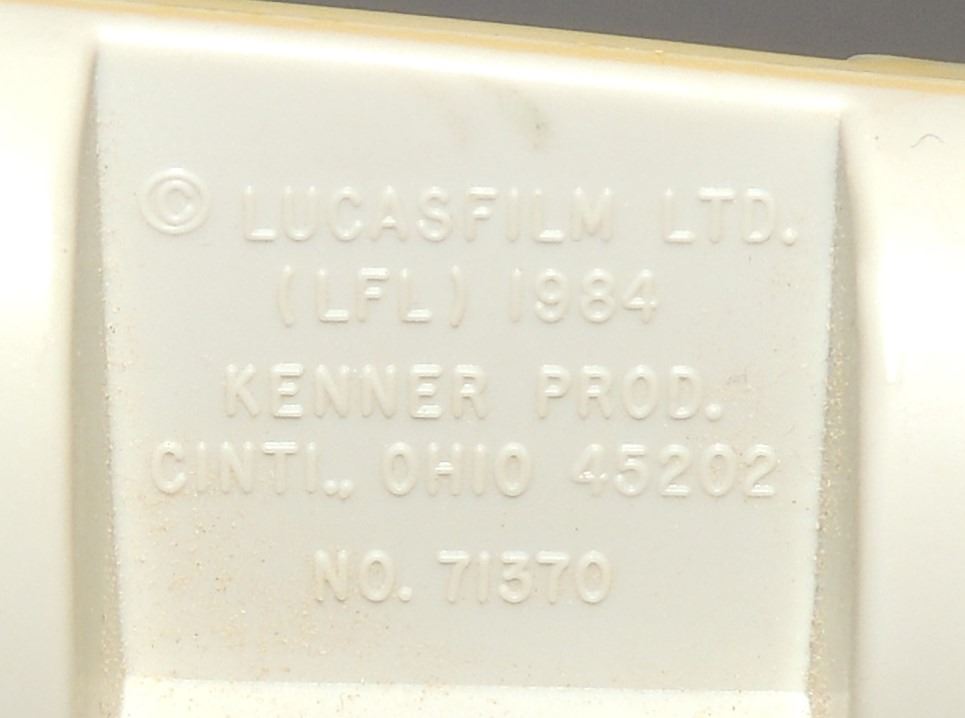 © LUCASFILM LTD.
(LFL) 1984
KENNER PROD.
CINTI., OHIO 45202
NO. 71370